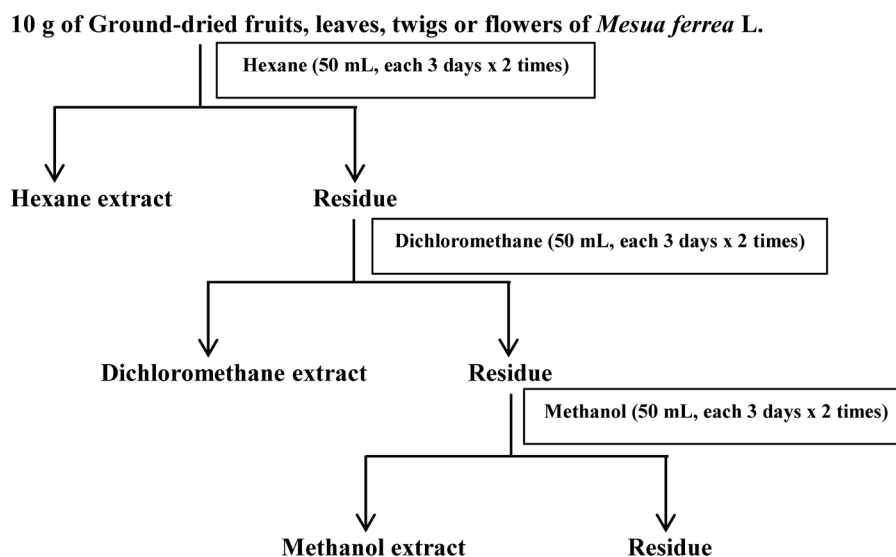 10 g of Ground-dried fruits, leaves, twigs or flowers of Mesua ferrea L.
Hexane (50 mL, each 3 days x 2 times)
Hexane extract
Residue
Dichloromethane (50 mL, each 3 days x 2 times)
Dichloromethane extract
Residue
Methanol (50 mL, each 3 days x 2 times)
Methanol extract
Residue